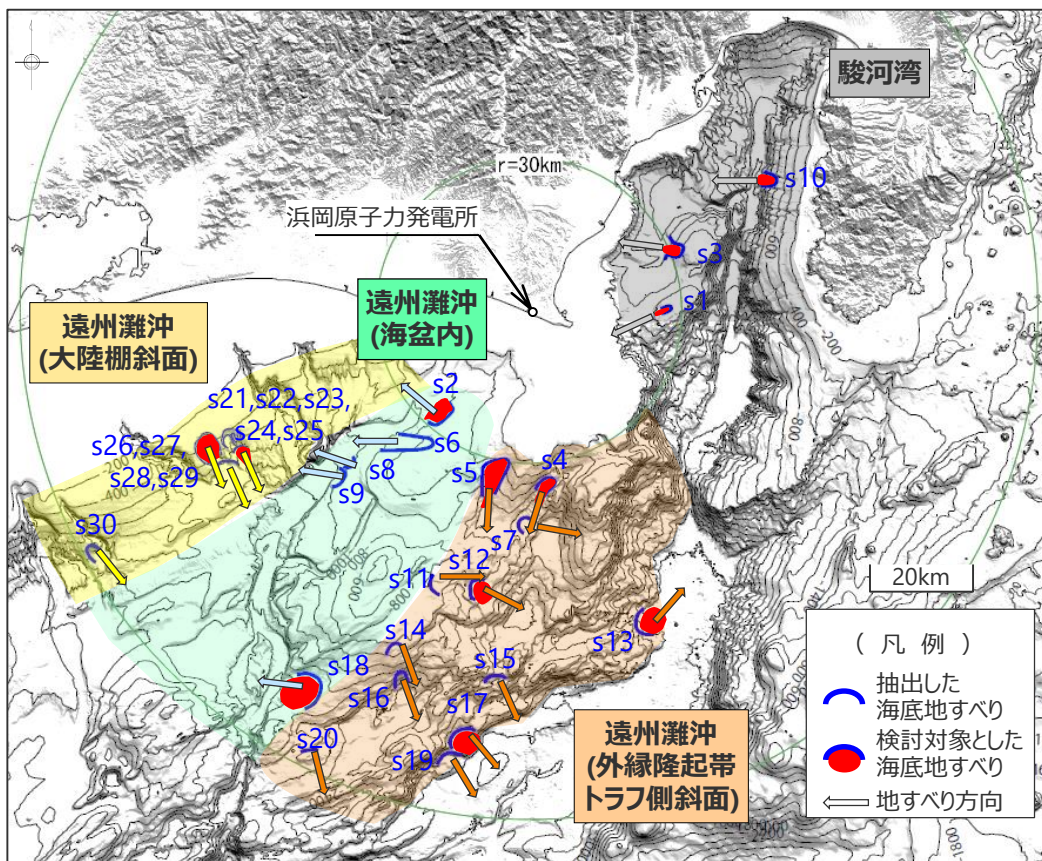 駿河湾
r=30km
s10
浜岡原子力発電所
s3
s1
遠州灘沖
(海盆内)
遠州灘沖
(大陸棚斜面)
s2
s21,s22,s23,
s24,s25
s26,s27,
s28,s29
s6
s8
s9
s5
s4
s7
s30
s11
s12
s13
s14
s15
s16
s18
s17
s19
s20
-200
-400
600
800
20km
遠州灘沖
(外縁隆起帯
トラフ側斜面)
( 凡 例 )
抽出した
海底地すべり
検討対象とした
海底地すべり
地すべり方向
1800